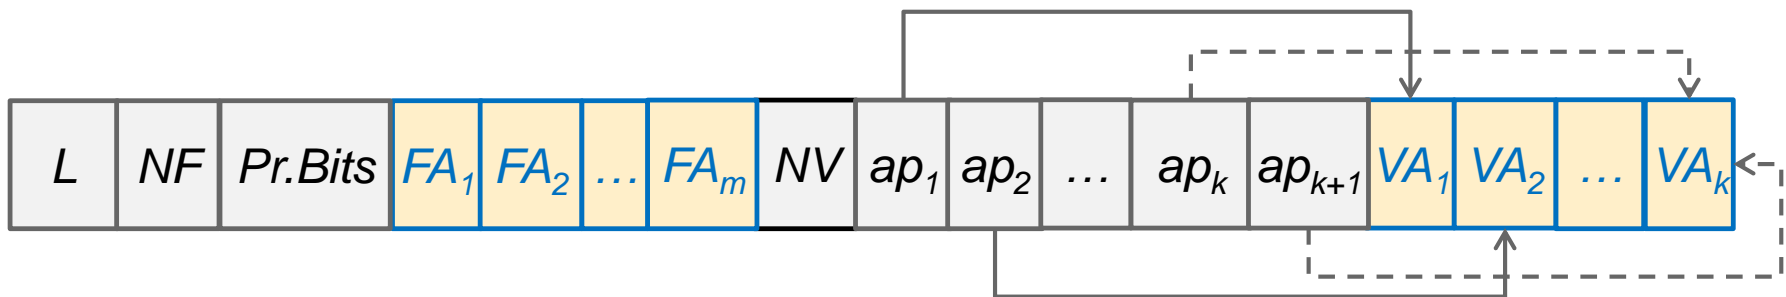 L NF Pr.Bits FA1 FA2 … FAm NV ap1 ap2 … apk apk+1 VA1 VA2 … VAk